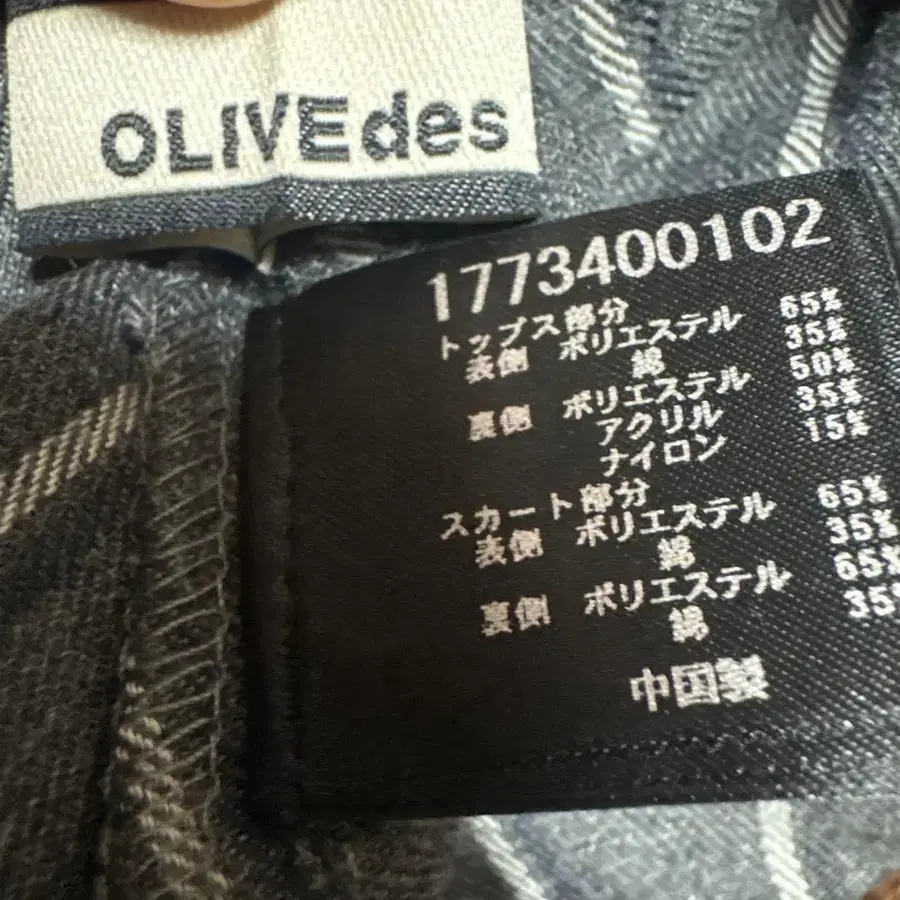 OLIVEdes
1773400102
トップス部分
表側 ポリエステル 65%
綿 35%
裏側 ポリエステル 50%
アクリル 35%
ナイロン 15%
スカート部分
表側 ポリエステル 65%
綿 35%
裏側 ポリエステル 65%
綿 35%
中国製